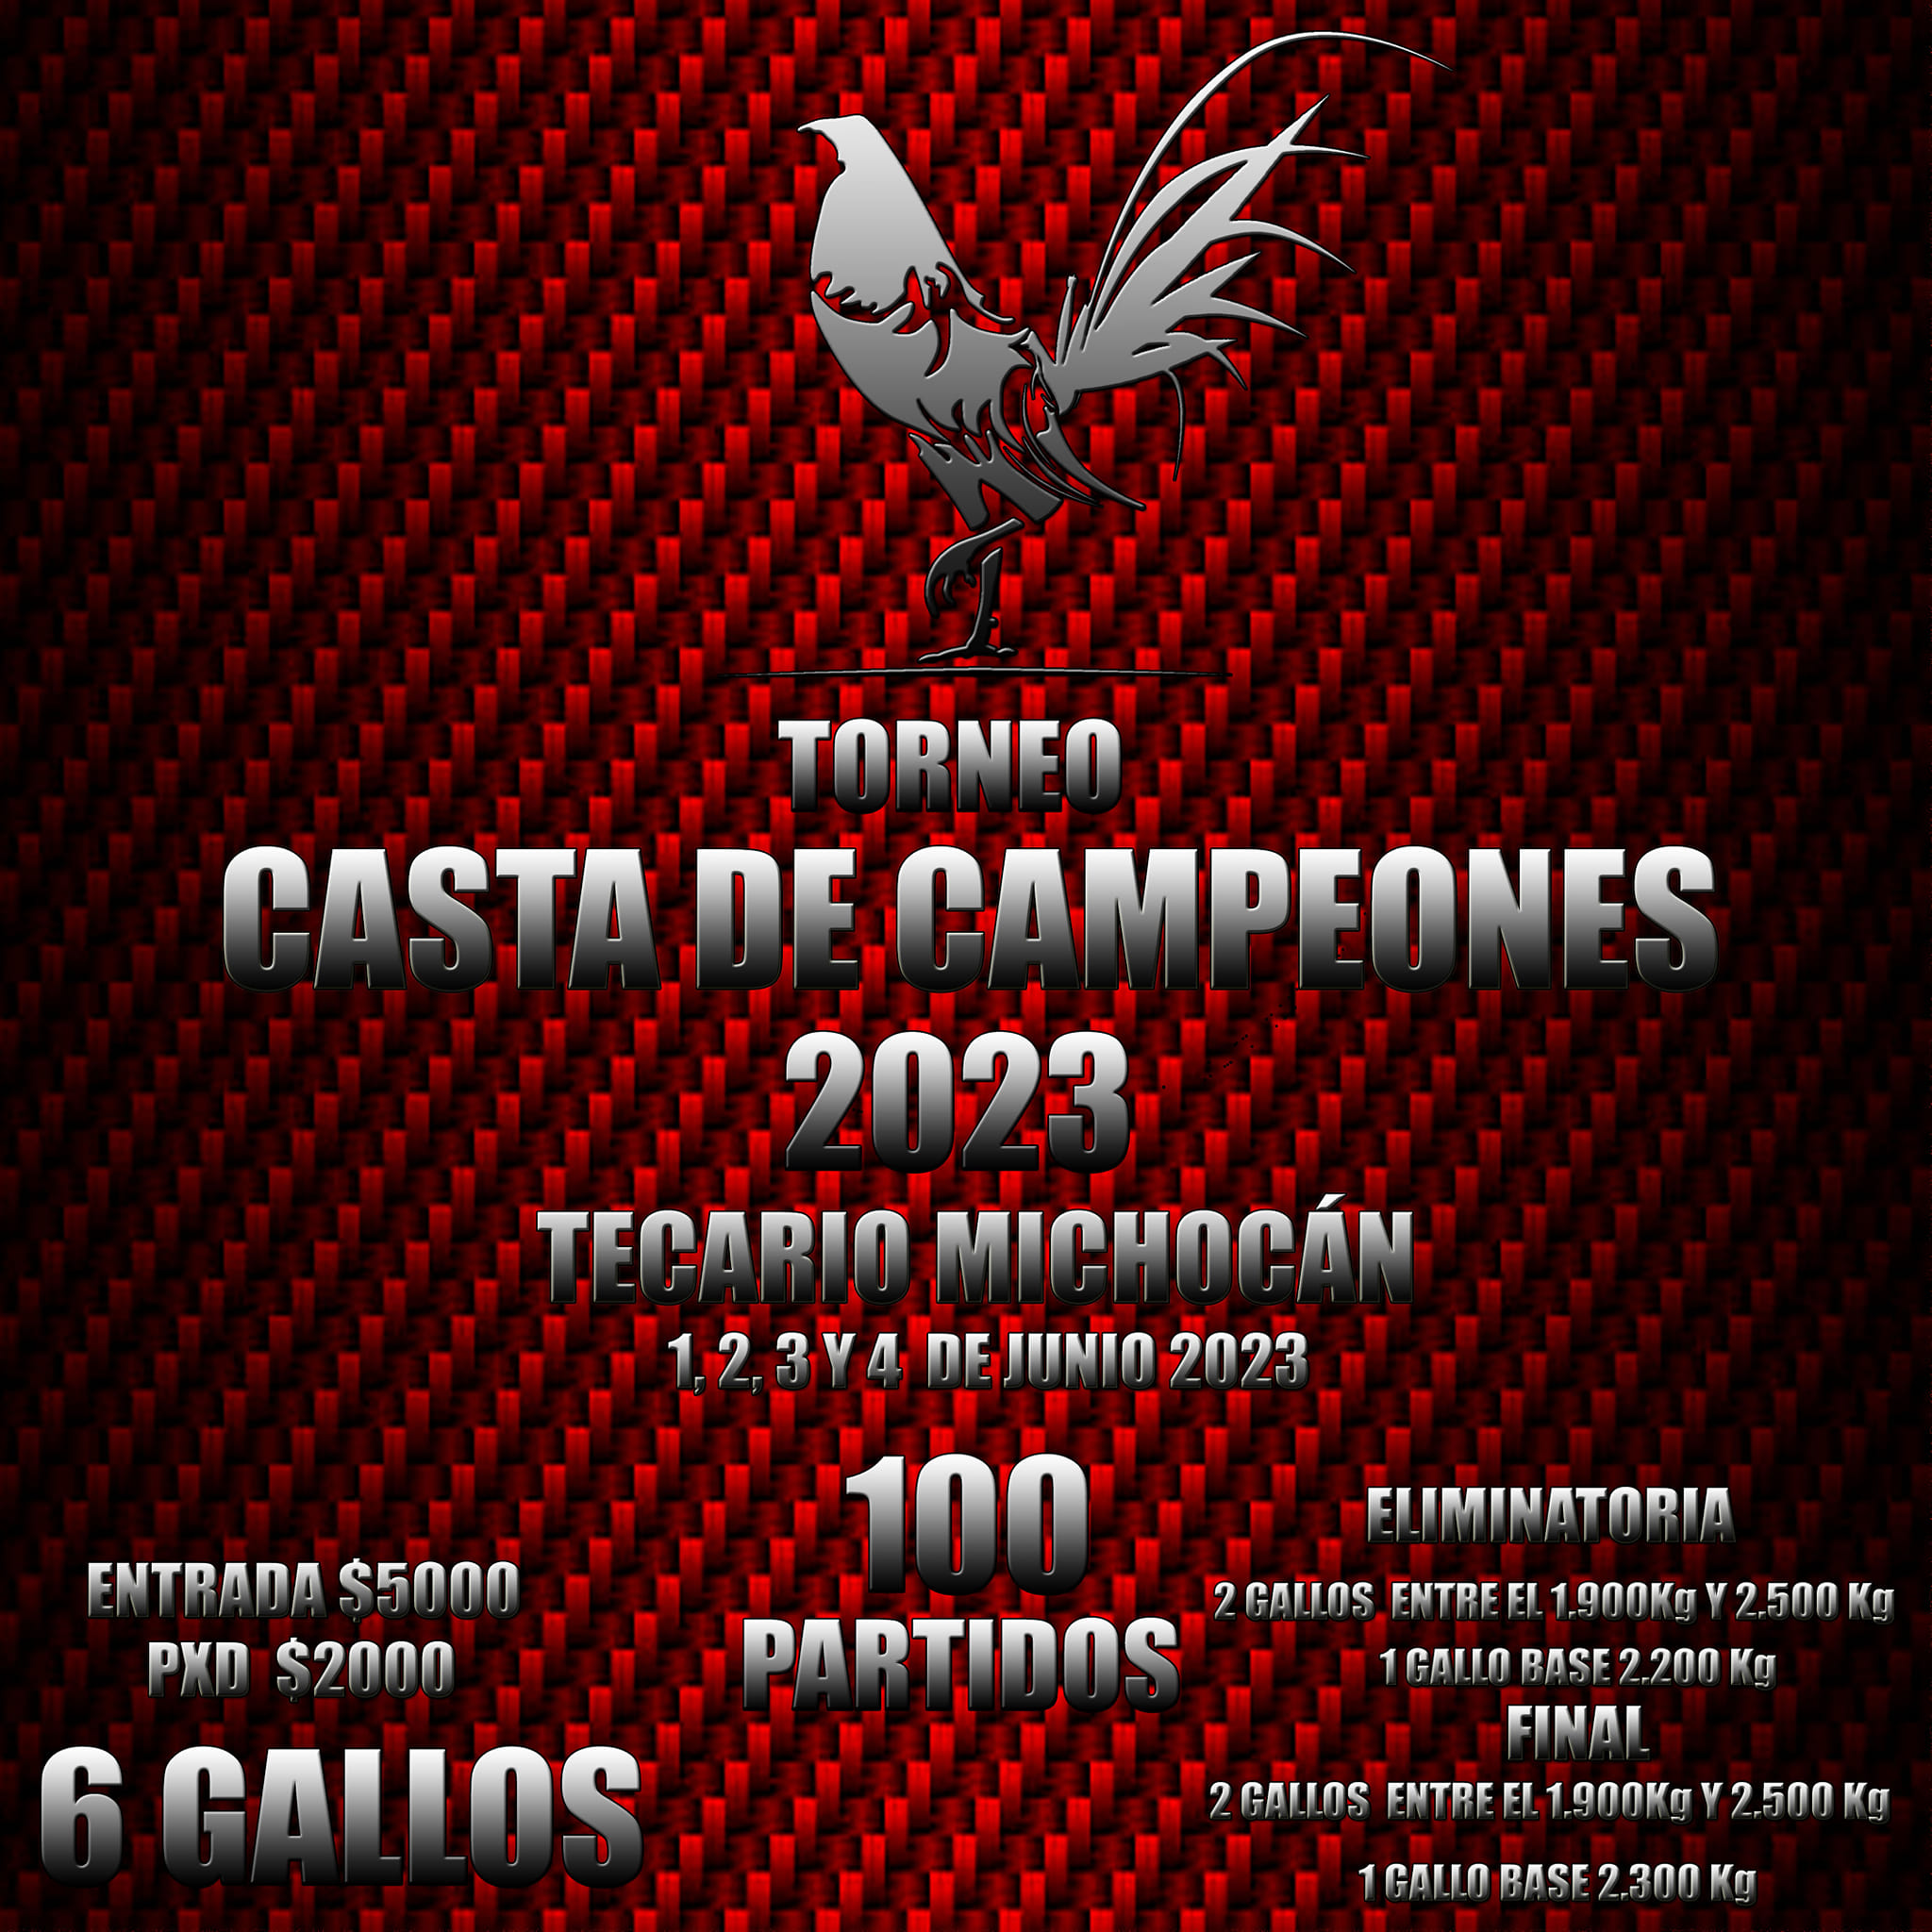 TORNEO
CASTA DE CAMPEONES
2023
TECARIO MICHOCÁN
1, 2, 3 Y 4 DE JUNIO 2023
100
PARTIDOS
ENTRADA $5000
PXD $2000
6 GALLOS
ELIMINATORIA
2 GALLOS ENTRE EL 1.900Kg Y 2.500 Kg
1 GALLO BASE 2.200 Kg
FINAL
2 GALLOS ENTRE EL 1.900Kg Y 2.500 Kg
1 GALLO BASE 2.300 Kg